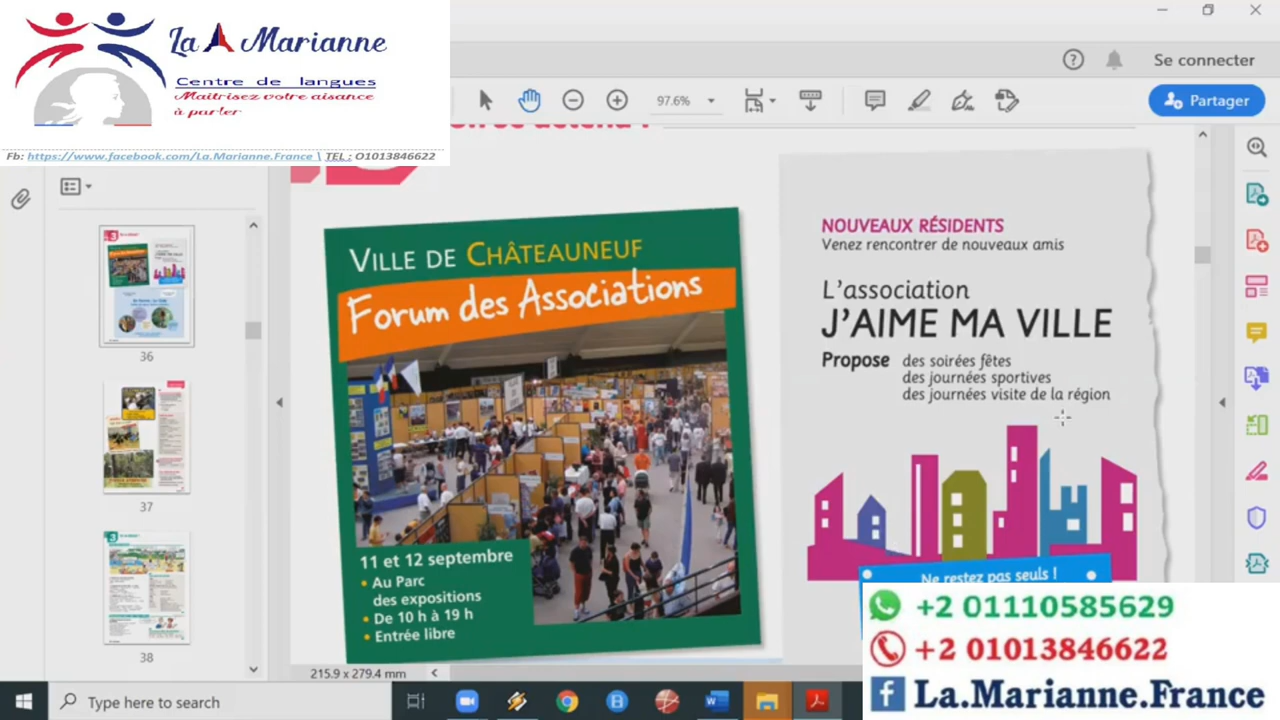 La Marianne
Centre de langues
Maîtrisez votre aisance
à parler
Fb: https://www.facebook.com/La.Marianne.France \ TEL : O1013846622
Se connecter
97.6%
Partager
VILLE DE CHÂTEAUNEUF
Forum des Associations
11 et 12 septembre
• Au Parc
des expositions
• De 10 h à 19 h
• Entrée libre
NOUVEAUX RÉSIDENTS
Venez rencontrer de nouveaux amis
L'association
J'AIME MA VILLE
Propose des soirées fêtes
des journées sportives
des journées visite de la région
Ne restez pas seuls !
36
37
38
215.9 x 279.4 mm
Type here to search
+2 01110585629
+2 01013846622
La.Marianne.France